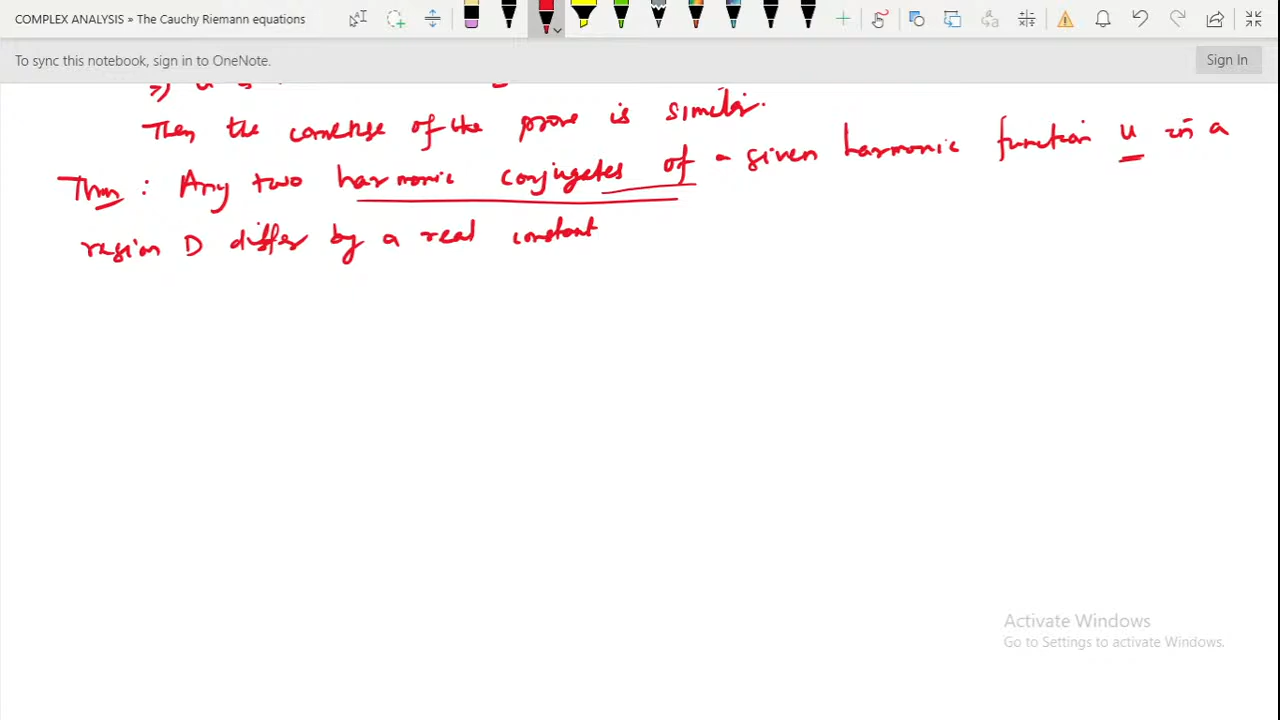 COMPLEX ANALYSIS » The Cauchy Riemann equations
To sync this notebook, sign in to OneNote.
Sign In
Then the of the prove is similar.
Thm : Any two harmonic conjugates of a given harmonic function u in a
region D differ by a real constant
Activate Windows
Go to Settings to activate Windows.